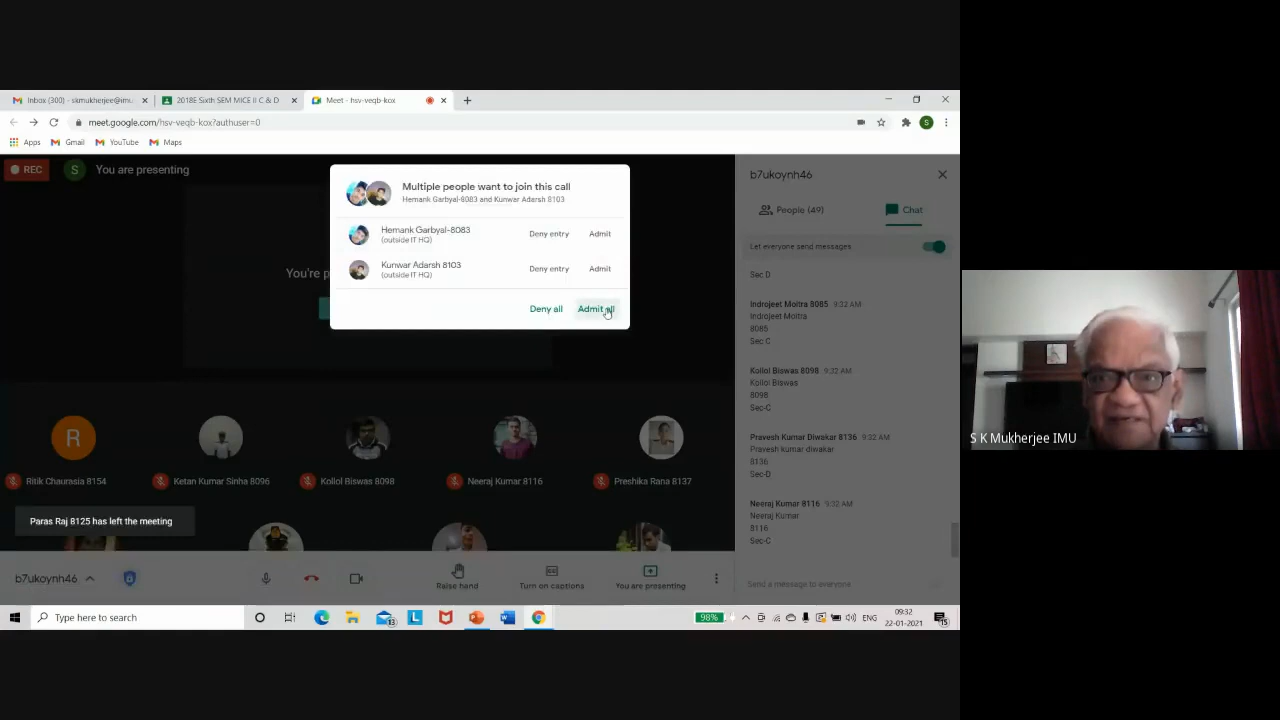 Inbox (300) - skmukherjee@imu
2018E Sixth SEM MICE II C & D
Meet - hsv-veqb-kox
meet.google.com/hsv-veqb-kox?authuser=0
Apps
Gmail
YouTube
Maps
REC
S
You are presenting
Multiple people want to join this call
Hemank Garbyal-8083 and Kunwar Adarsh 8103
Hemank Garbyal-8083
(outside IT HQ)
Deny entry
Admit
Kunwar Adarsh 8103
(outside IT HQ)
Deny entry
Admit
Deny all
Admit all
You're p
R
Ritik Chaurasia 8154
Ketan Kumar Sinha 8096
Kollol Biswas 8098
Neeraj Kumar 8116
Preshika Rana 8137
Paras Raj 8125 has left the meeting
b7ukoynh46
Raise hand
Turn on captions
You are presenting
b7ukoynh46
People (49)
Chat
Let everyone send messages
Sec D
Indrojeet Moitra 8085 9:32 AM
Indrojeet Moitra
8085
Sec C
Kollol Biswas 8098 9:32 AM
Kollol Biswas
8098
Sec-C
Pravesh Kumar Diwakar 8136 9:32 AM
Pravesh kumar diwakar
8136
Sec-D
Neeraj Kumar 8116 9:32 AM
Neeraj Kumar
8116
Sec-C
Send a message to everyone
Type here to search
13
98%
ENG
09:32
22-01-2021
15
S K Mukherjee IMU